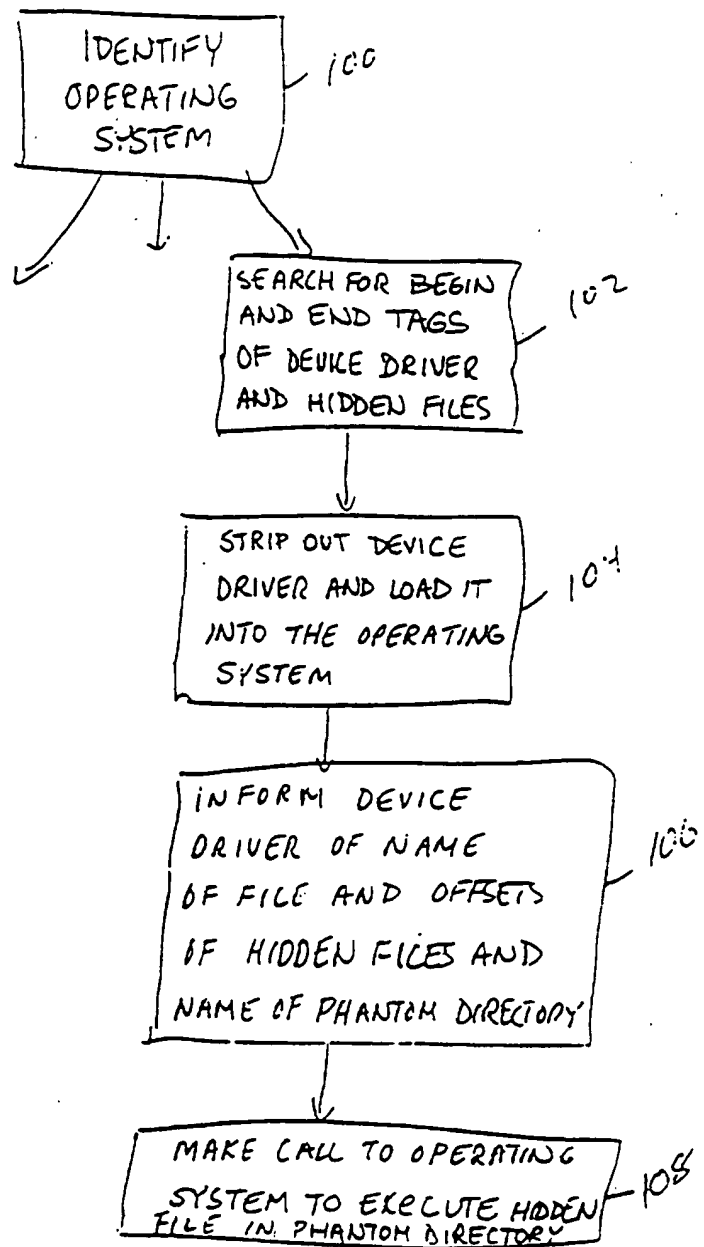 IDENTIFY
OPERATING
SYSTEM
100
SEARCH FOR BEGIN
AND END TAGS
OF DEVICE DRIVER
AND HIDDEN FILES
102
STRIP OUT DEVICE
DRIVER AND LOAD IT
INTO THE OPERATING
SYSTEM
104
INFORM DEVICE
DRIVER OF NAME
OF FILE AND OFFSETS
OF HIDDEN FILES AND
NAME OF PHANTOM DIRECTORY
106
MAKE CALL TO OPERATING
SYSTEM TO EXECUTE HIDDEN
FILE IN PHANTOM DIRECTORY
108